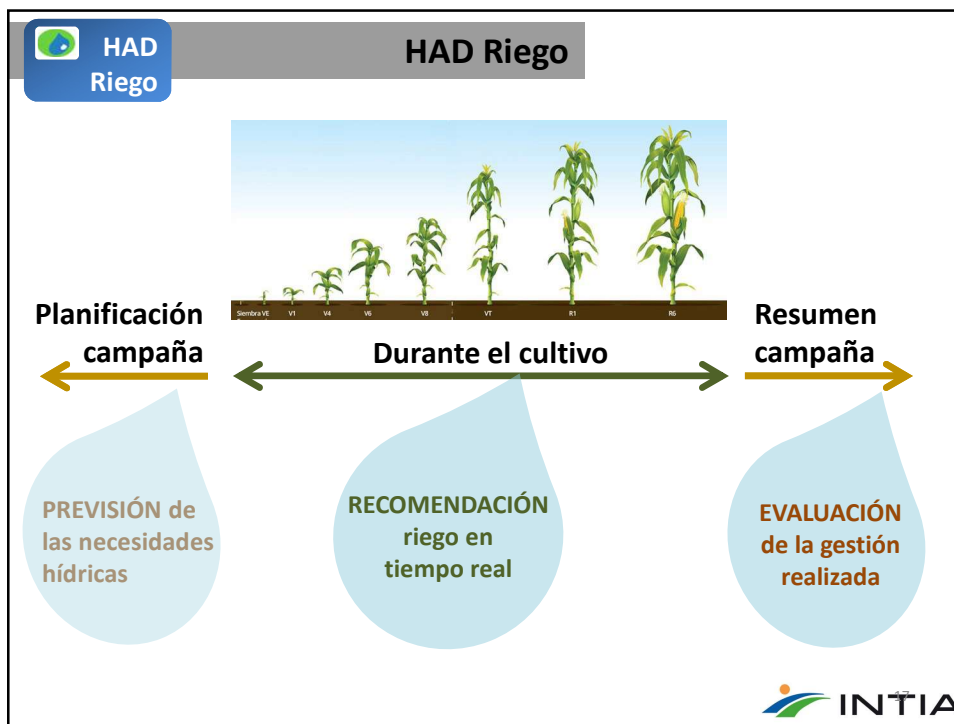 HAD
Riego
HAD Riego
Siembra VE V1 V4 V6 V8 VT R1 R6
Planificación
campaña
Durante el cultivo
Resumen
campaña
PREVISIÓN de
las necesidades
hídricas
RECOMENDACIÓN
riego en
tiempo real
EVALUACIÓN
de la gestión
realizada
17
INTIA